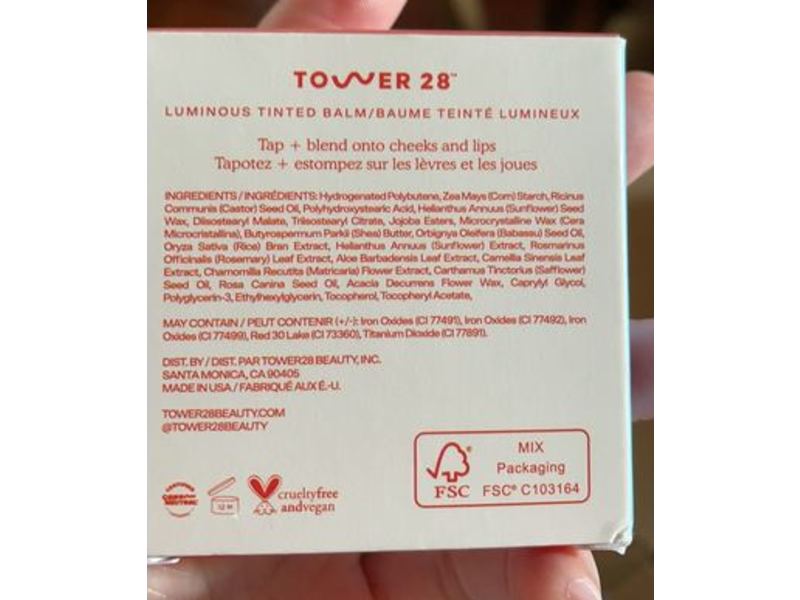 TOWER 28™
LUMINOUS TINTED BALM/BAUME TEINTÉ LUMINEUX
Tap + blend onto cheeks and lips
Tapotez + estompez sur les lèvres et les joues
INGREDIENTS / INGRÉDIENTS: Hydrogenated Polybutene, Zea Mays (Corn) Starch, Ricinus
Communis (Castor) Seed Oil, Polyhydroxystearic Acid, Helianthus Annuus (Sunflower) Seed
Wax, Diisostearyl Malate, Triisostearyl Citrate, Jojoba Esters, Microcrystalline Wax (Cera
Microcristallina), Butyrospermum Parkii (Shea) Butter, Orbignya Oleifera (Babassu) Seed Oil,
Oryza Sativa (Rice) Bran Extract, Helianthus Annuus (Sunflower) Extract, Rosmarinus
Officinalis (Rosemary) Leaf Extract, Aloe Barbadensis Leaf Extract, Camellia Sinensis Leaf
Extract, Chamomilla Recutita (Matricaria) Flower Extract, Carthamus Tinctorius (Safflower)
Seed Oil, Rosa Canina Seed Oil, Acacia Decurrens Flower Wax, Caprylyl Glycol,
Polyglycerin-3, Ethylhexylglycerin, Tocopherol, Tocopheryl Acetate,
MAY CONTAIN / PEUT CONTENIR (+/-): Iron Oxides (CI 77491), Iron Oxides (CI 77492), Iron
Oxides (CI 77499), Red 30 Lake (CI 73360), Titanium Dioxide (CI 77891).
DIST. BY / DIST. PAR TOWER28 BEAUTY, INC.
SANTA MONICA, CA 90405
MADE IN USA / FABRIQUÉ AUX É.-U.
TOWER28BEAUTY.COM
@TOWER28BEAUTY
CERTIFIED
CARBON
NEUTRAL
12 M
crueltyfree
andvegan
FSC®
MIX
Packaging
FSC® C103164